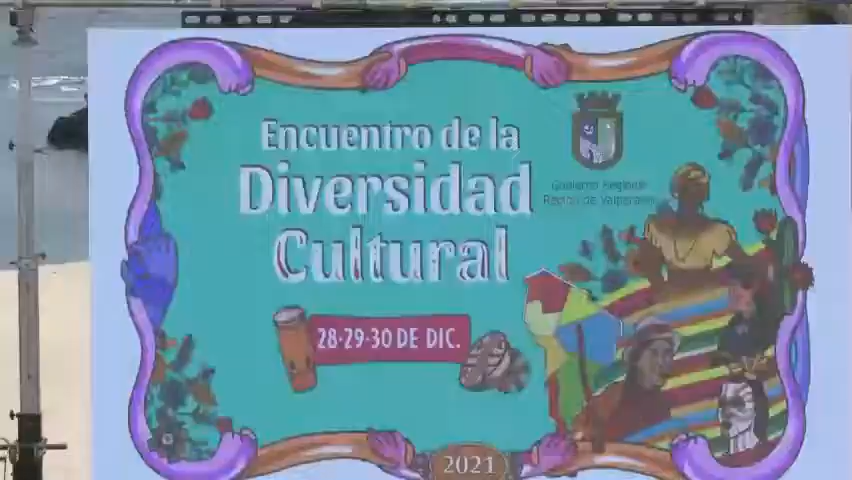 Encuentro de la
Diversidad
Cultural
Gobierno Regional
Región de Valparaíso
28·29·30 DE DIC.
2021